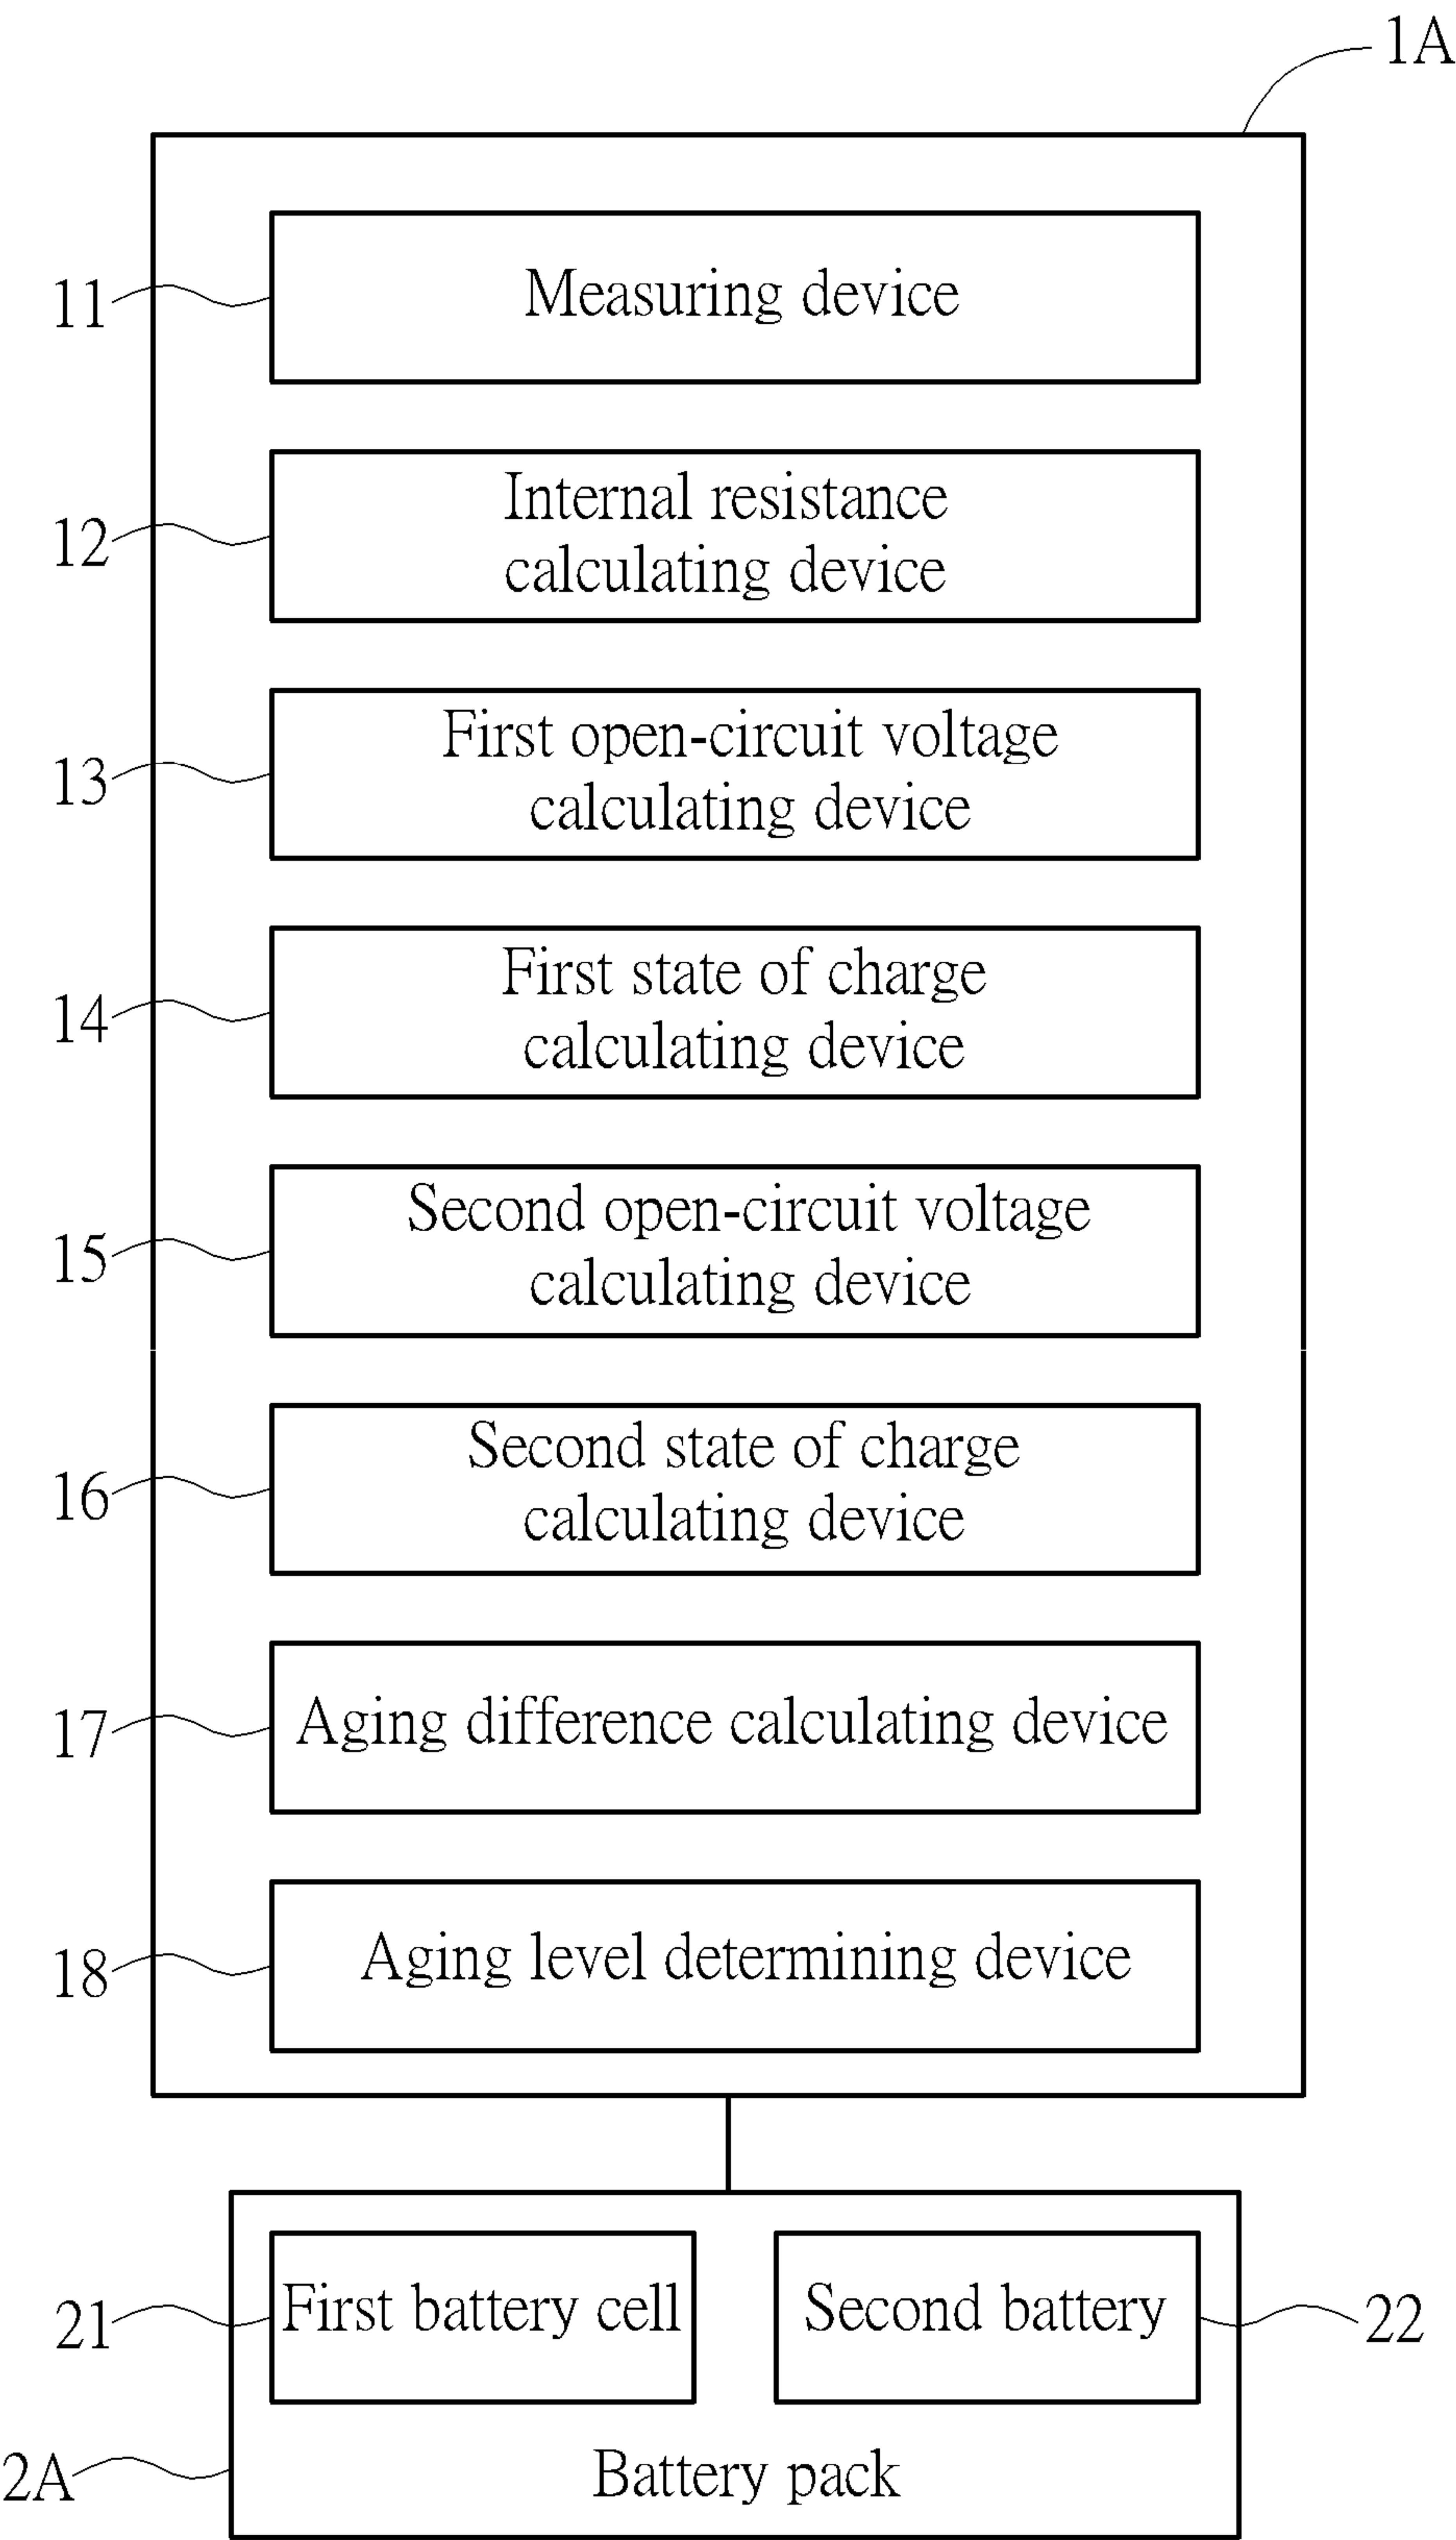 1A
11
Measuring device
12
Internal resistance
calculating device
13
First open-circuit voltage
calculating device
14
First state of charge
calculating device
15
Second open-circuit voltage
calculating device
16
Second state of charge
calculating device
17
Aging difference calculating device
18
Aging level determining device
21
First battery cell
Second battery
22
2A
Battery pack